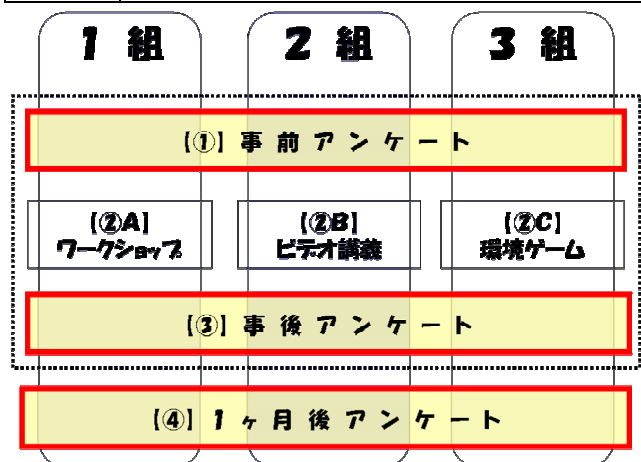 1 組 2 組 3 組
【①】事前アンケート
【②A】 【②B】 【②C】
ワークショップ ビデオ講義 環境ゲーム
【③】事後アンケート
【④】1ヶ月後アンケート